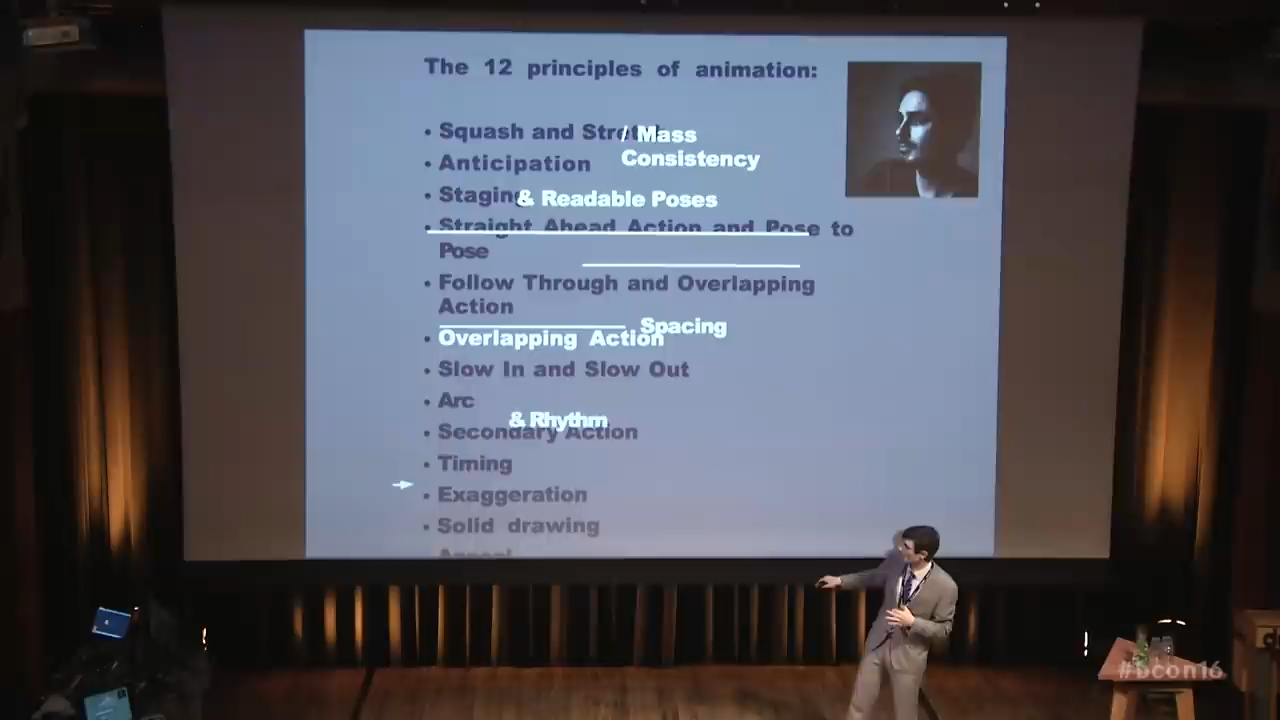 The 12 principles of animation:
• Squash and Stretch / Mass
Consistency
• Anticipation
• Staging & Readable Poses
• Straight Ahead Action and Pose to
Pose
• Follow Through and Overlapping
Action
Spacing
• Overlapping Action
• Slow In and Slow Out
• Arc
& Rhythm
• Secondary Action
• Timing
• Exaggeration
• Solid drawing
Appeal
#bcon16